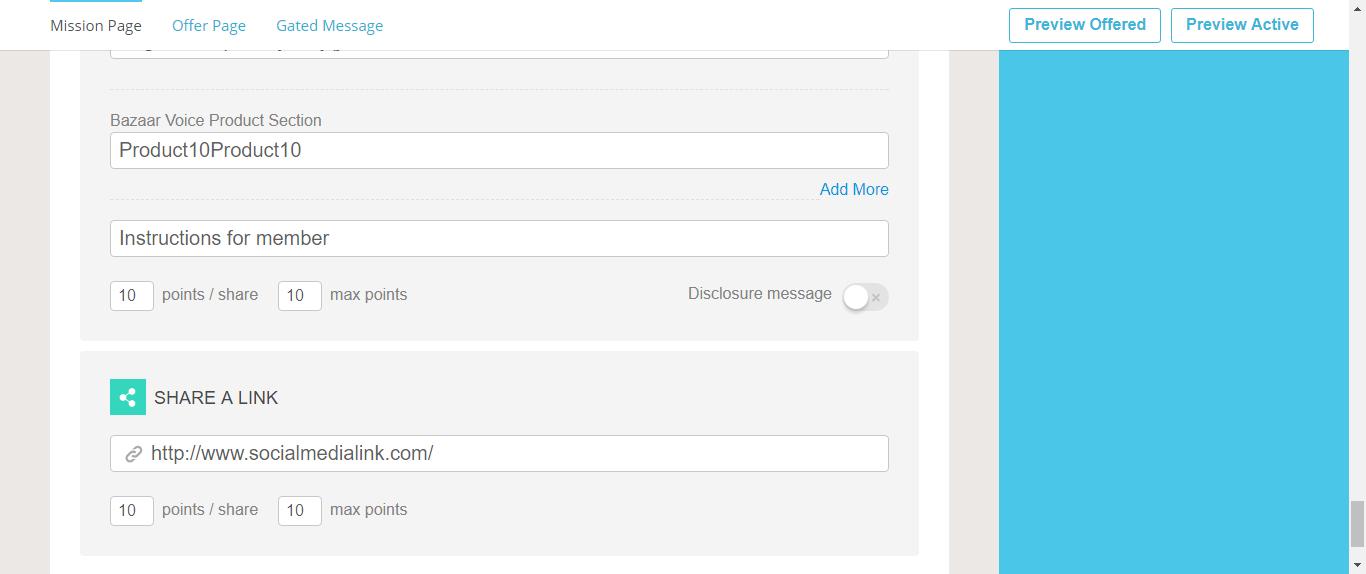 Mission Page
Offer Page
Gated Message
Preview Offered
Preview Active
Bazaar Voice Product Section
Product10Product10
Add More
Instructions for member
10 points / share 10 max points
Disclosure message
SHARE A LINK
http://www.socialmedialink.com/
10 points / share 10 max points